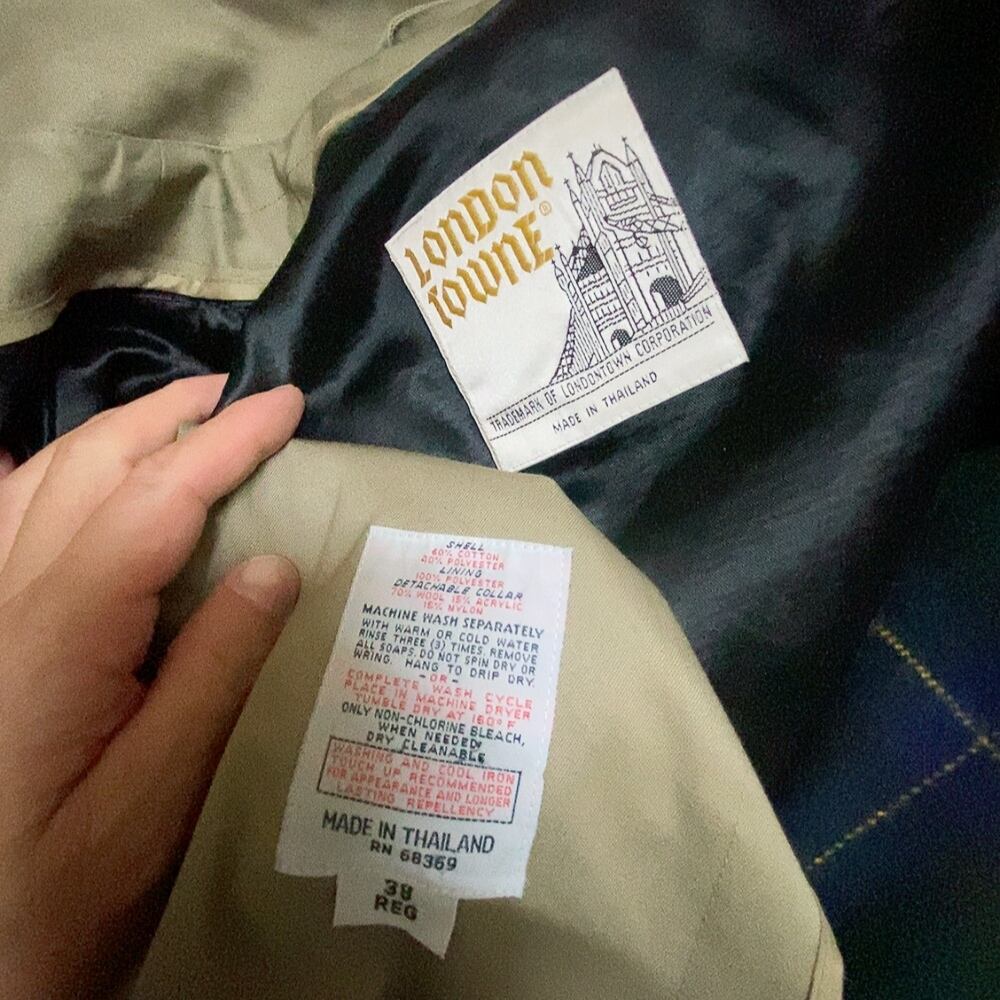 LONDON
TOWNE®
TRADEMARK OF LONDONTOWN CORPORATION
MADE IN THAILAND
SHELL
60% COTTON
40% POLYESTER
LINING
100% POLYESTER
DETACHABLE COLLAR
70% WOOL 15% ACRYLIC
15% NYLON
MACHINE WASH SEPARATELY
WITH WARM OR COLD WATER
RINSE THREE (3) TIMES. REMOVE
ALL SOAPS. DO NOT SPIN DRY OR
WRING. HANG TO DRIP DRY.
- OR -
COMPLETE WASH CYCLE
PLACE IN MACHINE DRYER
TUMBLE DRY AT 160° F
ONLY NON-CHLORINE BLEACH,
WHEN NEEDED
DRY CLEANABLE
WASHING AND COOL IRON
TOUCH UP RECOMMENDED
FOR APPEARANCE AND LONGER
LASTING REPELLENCY
MADE IN THAILAND
RN 68369
38
REG